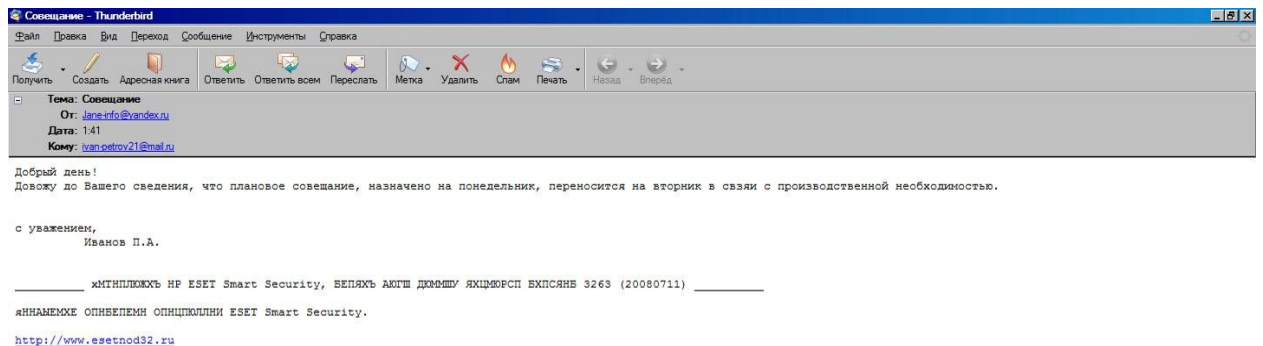 Совещание - Thunderbird
Файл Правка Вид Переход Сообщение Инструменты Справка
Получить Создать Адресная книга Ответить Ответить всем Переслать Метка Удалить Спам Печать Назад Вперёд
Тема: Совещание
От: Jane-info@yandex.ru
Дата: 1:41
Кому: ivan-petrov21@mail.ru
Добрый день!
Довожу до Вашего сведения, что плановое совещание, назначено на понедельник, переносится на вторник в свзяи с производственной необходимостью.
с уважением,
Иванов П.А.
__________ хМТНПЛЮЖХЪ НР ESET Smart Security, БЕПЯХЪ АЮГШ ДЮММШУ ЯХЦМЮРСП БХПСЯНБ 3263 (20080711) __________
яННАЫЕМХЕ ОПНБЕПЕМН ОПНЦПЮЛЛНИ ESET Smart Security.
http://www.esetnod32.ru